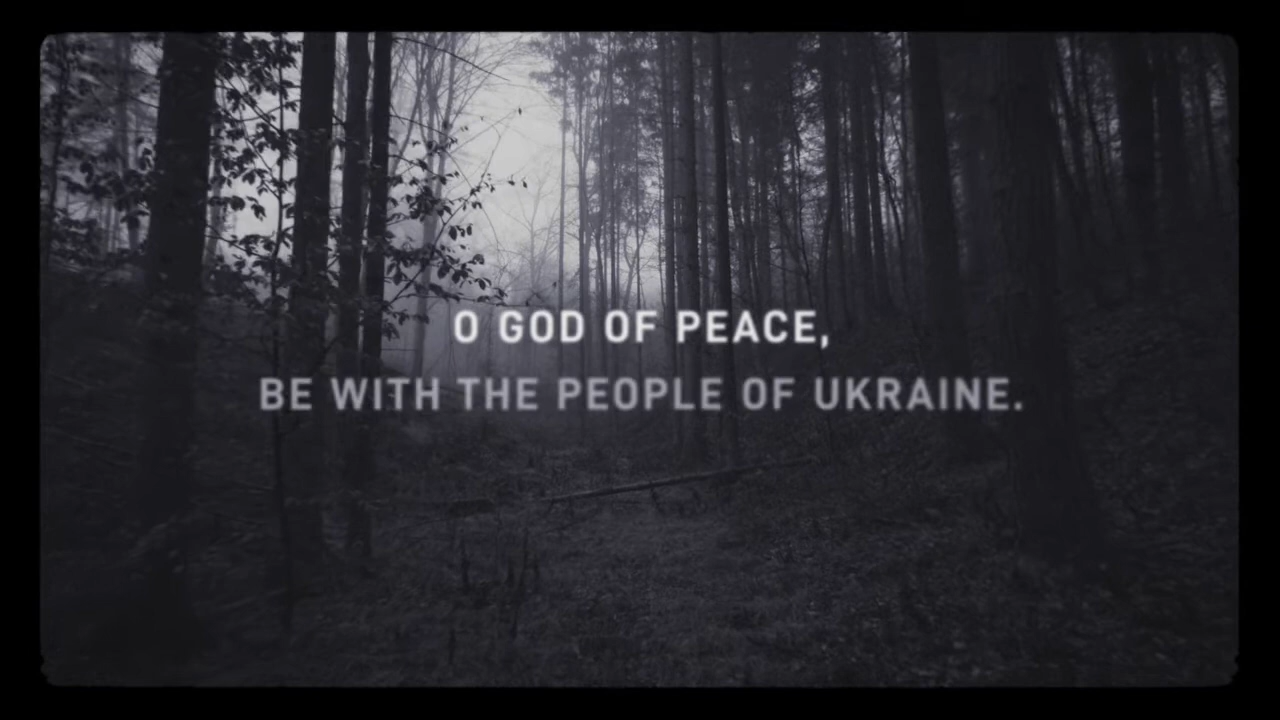 O GOD OF PEACE,
BE WITH THE PEOPLE OF UKRAINE.